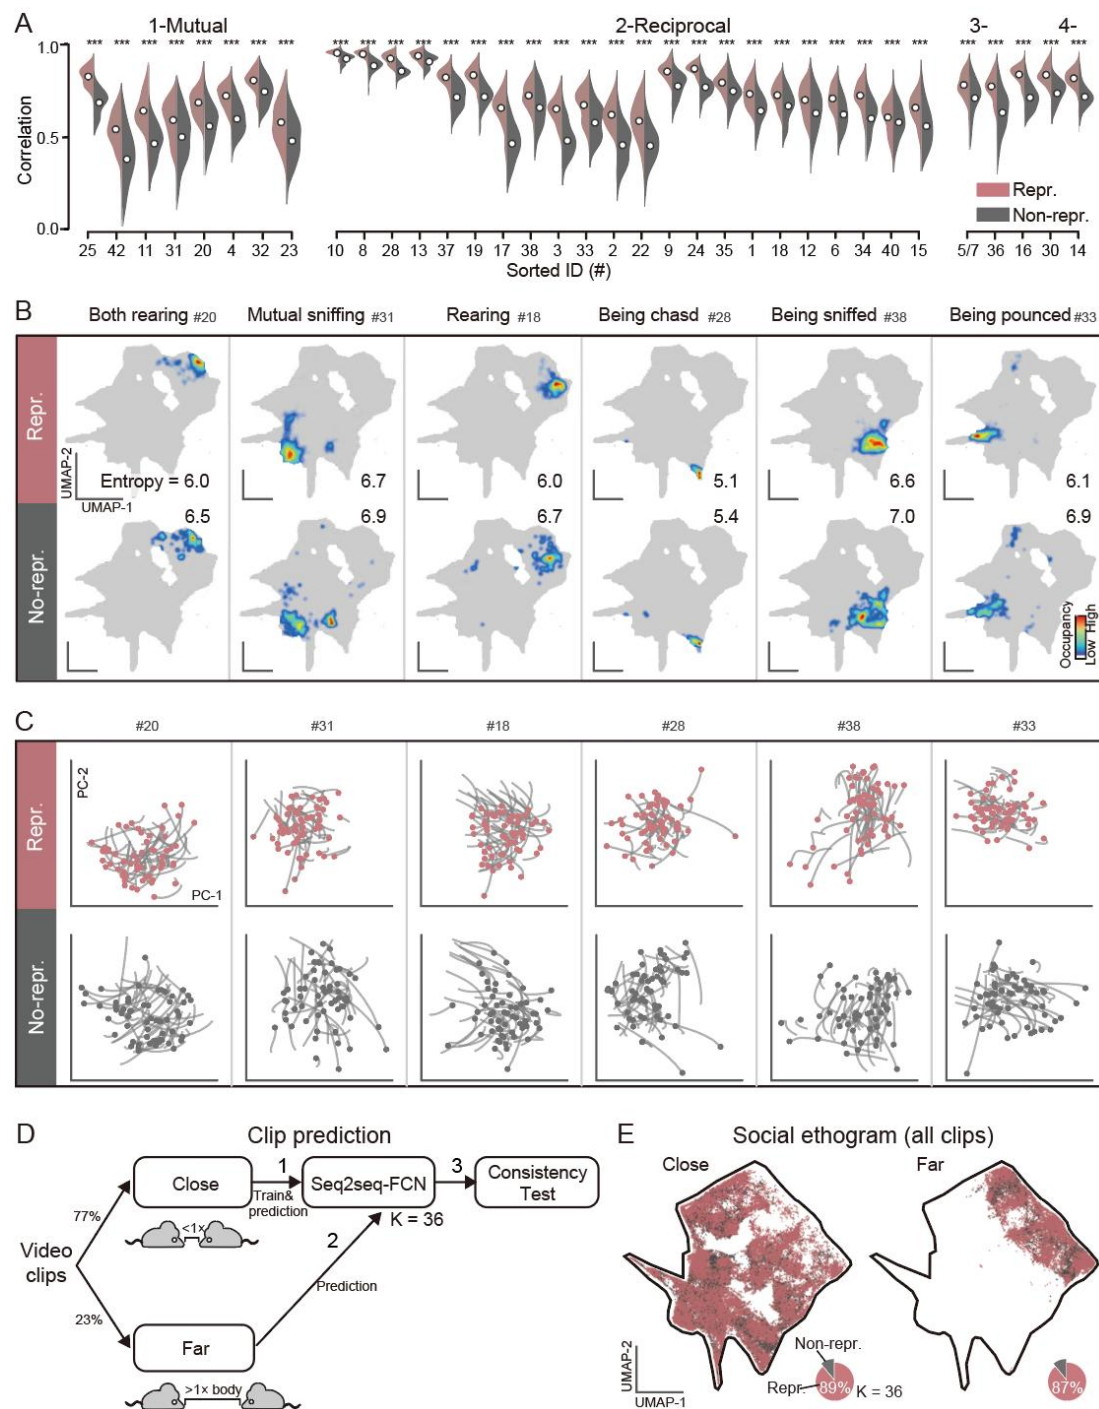 A
1-Mutual
2-Reciprocal
3-
4-
*** *** *** *** *** *** *** *** *** *** *** *** *** *** *** *** *** *** *** *** *** *** *** *** *** *** *** *** *** *** *** *** *** *** ***
1.0
0.5
0.0
Correlation
Repr.
Non-repr.
25 42 11 31 20 4 32 23 10 8 28 13 37 19 17 38 3 33 2 22 9 24 35 1 18 12 6 34 40 15 5/7 36 16 30 14
Sorted ID (#)
B
Both rearing #20
Mutual sniffing #31
Rearing #18
Being chasd #28
Being sniffed #38
Being pounced #33
Repr.
UMAP-2
UMAP-1
Entropy = 6.0
6.7
6.0
5.1
6.6
6.1
No-repr.
6.5
6.9
6.7
5.4
7.0
6.9
Occupancy
Low High
C
#20 #31 #18 #28 #38 #33
Repr.
PC-2
PC-1
No-repr.
D
Clip prediction
Video
clips
77%
23%
Close
<1×
1
Train&
prediction
Seq2seq-FCN
K = 36
3
Consistency
Test
2
Prediction
Far
>1× body
E
Social ethogram (all clips)
Close
Far
UMAP-2
UMAP-1
Non-repr.
Repr.
89%
K = 36
87%